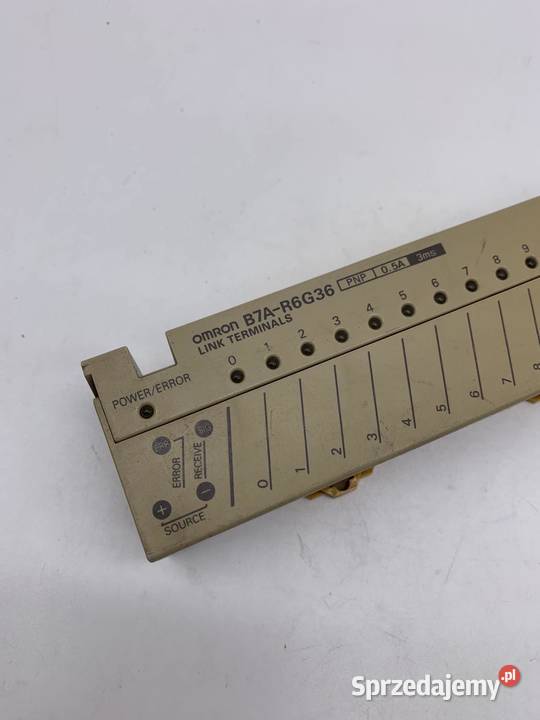 OMRON B7A-R6G36 PNP 0.5A 3ms
LINK TERMINALS
0 1 2 3 4 5 6 7 8 9
POWER/ERROR
ERROR RECEIVE
+ −
SOURCE
0 1 2 3 4 5 6 7 8
Sprzedajemy.pl